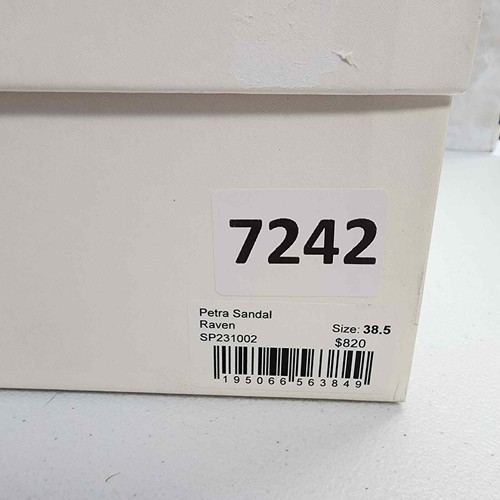 7242
Petra Sandal
Raven
Size: 38.5
SP231002
$820
195066563849